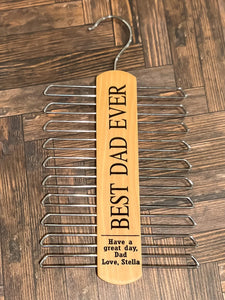 BEST DAD EVER
Have a
great day,
Dad
Love, Stella